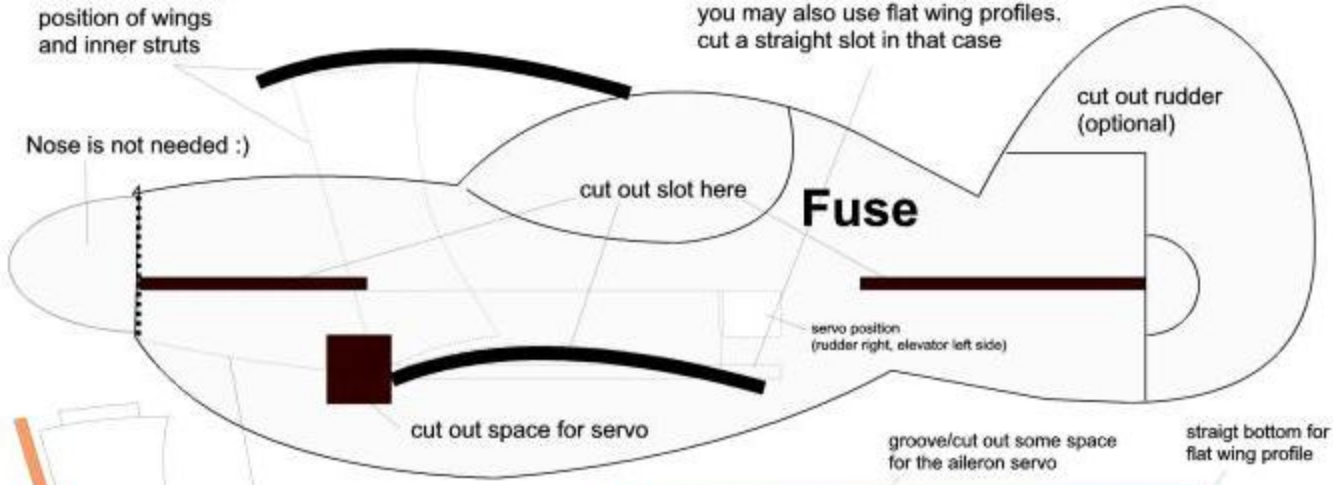 position of wings
and inner struts
you may also use flat wing profiles.
cut a straight slot in that case
cut out rudder
(optional)
Nose is not needed :)
cut out slot here
Fuse
servo position
(rudder right, elevator left side)
cut out space for servo
groove/cut out some space
for the aileron servo
straigt bottom for
flat wing profile